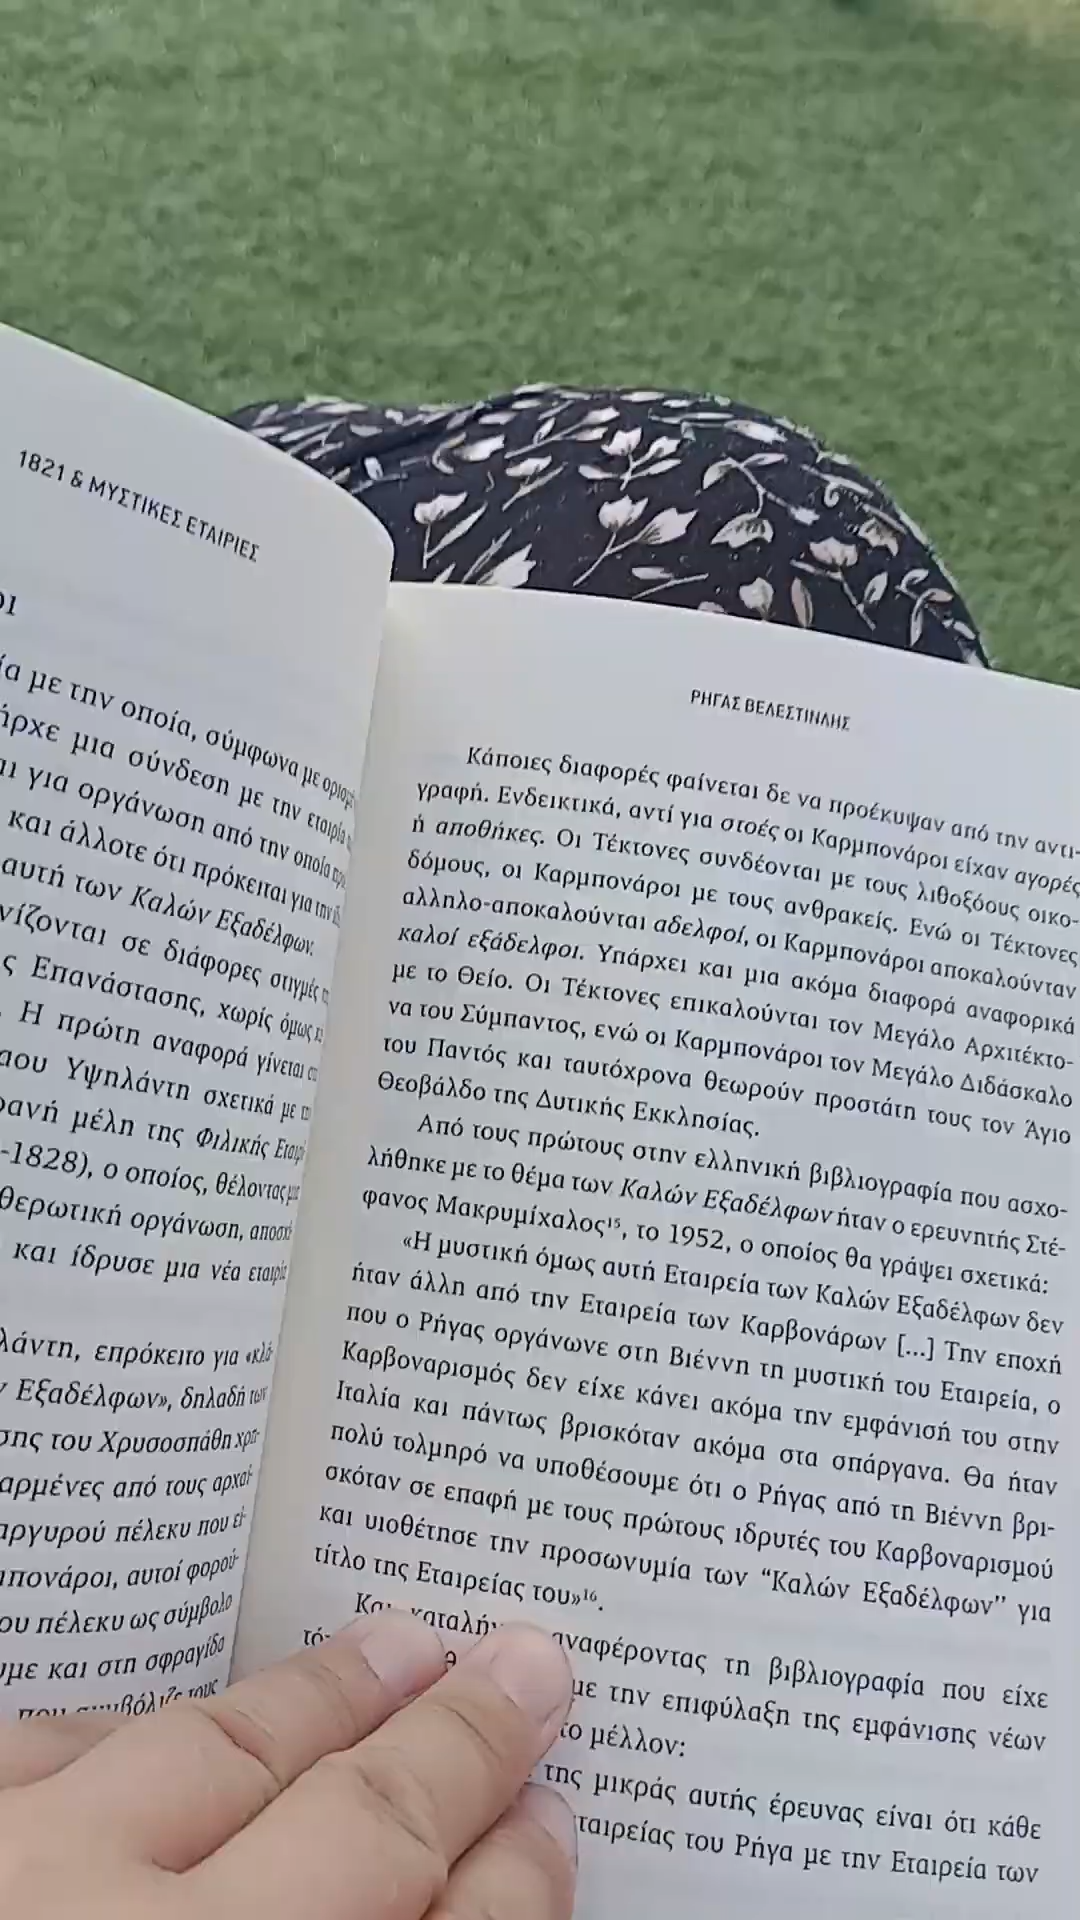 1821 & ΜΥΣΤΙΚΕΣ ΕΤΑΙΡΙΕΣ
με την οποία, σύμφωνα με
μια σύνδεση με την εταιρία
για οργάνωση από την οποία
και άλλοτε ότι πρόκειται για την
αυτή των Καλών Εξαδέλφων.
σε διάφορες στιγμές
Επανάστασης, χωρίς όμως
Η πρώτη αναφορά γίνεται
Υψηλάντη σχετικά με
μέλη της Φιλικής
-1828), ο οποίος, θέλοντας
οργάνωση,
και ίδρυσε μια νέα εταιρία
επρόκειτο για
Εξαδέλφων», δηλαδή των
του Χρυσοσπάθη
από τους
πέλεκυ που
αυτοί
πέλεκυ ως σύμβολο
και στη σφραγίδα
ΡΗΓΑΣ ΒΕΛΕΣΤΙΝΛΗΣ
Κάποιες διαφορές φαίνεται δε να προέκυψαν από την αντι-
γραφή. Ενδεικτικά, αντί για στοές οι Καρμπονάροι είχαν αγορές
ή αποθήκες. Οι Τέκτονες συνδέονται με τους λιθοξόους οικο-
δόμους, οι Καρμπονάροι με τους ανθρακείς. Ενώ οι Τέκτονες
αλληλο-αποκαλούνται αδελφοί, οι Καρμπονάροι αποκαλούνταν
καλοί εξάδελφοι. Υπάρχει και μια ακόμα διαφορά αναφορικά
με το Θείο. Οι Τέκτονες επικαλούνται τον Μεγάλο Αρχιτέκτο-
να του Σύμπαντος, ενώ οι Καρμπονάροι τον Μεγάλο Διδάσκαλο
του Παντός και ταυτόχρονα θεωρούν προστάτη τους τον Άγιο
Θεοβάλδο της Δυτικής Εκκλησίας.
Από τους πρώτους στην ελληνική βιβλιογραφία που ασχο-
λήθηκε με το θέμα των Καλών Εξαδέλφων ήταν ο ερευνητής Στέ-
φανος Μακρυμίχαλος¹⁵, το 1952, ο οποίος θα γράψει σχετικά:
«Η μυστική όμως αυτή Εταιρεία των Καλών Εξαδέλφων δεν
ήταν άλλη από την Εταιρεία των Καρβονάρων [...] Την εποχή
που ο Ρήγας οργάνωνε στη Βιέννη τη μυστική του Εταιρεία, ο
Καρβοναρισμός δεν είχε κάνει ακόμα την εμφάνισή του στην
Ιταλία και πάντως βρισκόταν ακόμα στα σπάργανα. Θα ήταν
πολύ τολμηρό να υποθέσουμε ότι ο Ρήγας από τη Βιέννη βρι-
σκόταν σε επαφή με τους πρώτους ιδρυτές του Καρβοναρισμού
και υιοθέτησε την προσωνυμία των “Καλών Εξαδέλφων” για
τίτλο της Εταιρείας του»¹⁶.
αναφέροντας τη βιβλιογραφία που είχε
με την επιφύλαξη της εμφάνισης νέων
το μέλλον:
της μικράς αυτής έρευνας είναι ότι κάθε
του Ρήγα με την Εταιρεία των